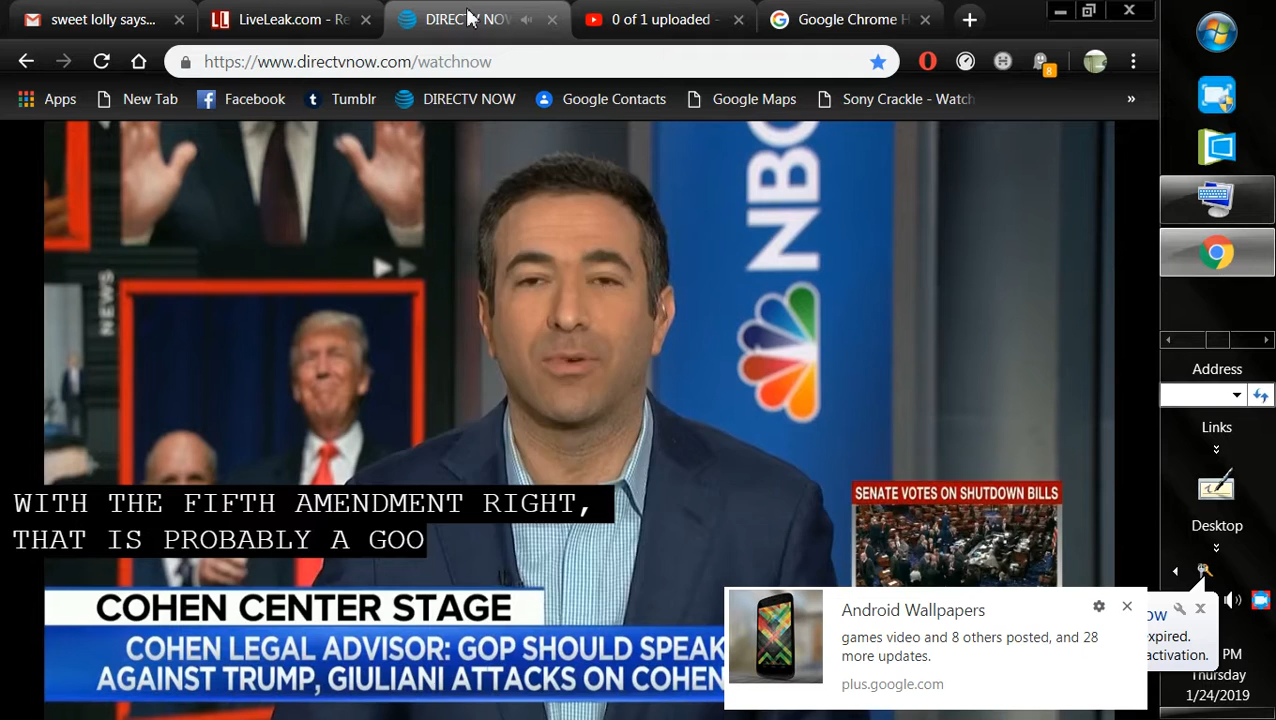 swt lolly says...
LiveLeak.com - Re
DIRECTV NOW
0 of 1 uploaded -
Google Chrome H
https://www.directvnow.com/watchnow
8
Apps
New Tab
Facebook
Tumblr
DIRECTV NOW
Google Contacts
Google Maps
Sony Crackle - Watch
»
NEWS
NBC
WITH THE FIFTH AMENDMENT RIGHT,
THAT IS PROBABLY A GOO
SENATE VOTES ON SHUTDOWN BILLS
COHEN CENTER STAGE
COHEN LEGAL ADVISOR: GOP SHOULD SPEAK
AGAINST TRUMP, GIULIANI ATTACKS ON COHEN
Android Wallpapers
games video and 8 others posted, and 28
more updates.
plus.google.com
Address
Links
Desktop
ow
expired.
activation.
PM
Thursday
1/24/2019